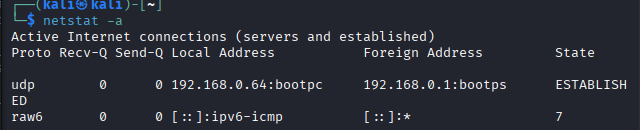 ┌──(kali㉿kali)-[~]
└─$ netstat -a
Active Internet connections (servers and established)
Proto Recv-Q Send-Q Local Address           Foreign Address         State
udp        0      0 192.168.0.64:bootpc     192.168.0.1:bootps      ESTABLISH
ED
raw6       0      0 [::]:ipv6-icmp          [::]:*                  7